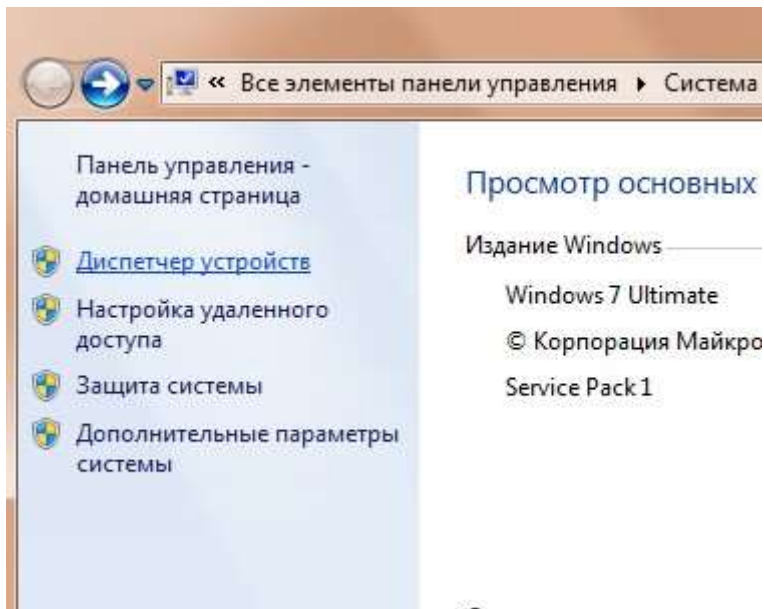 « Все элементы панели управления ▸ Система
Панель управления -
домашняя страница
Диспетчер устройств
Настройка удаленного
доступа
Защита системы
Дополнительные параметры
системы
Просмотр основных
Издание Windows
Windows 7 Ultimate
© Корпорация Майкро
Service Pack 1